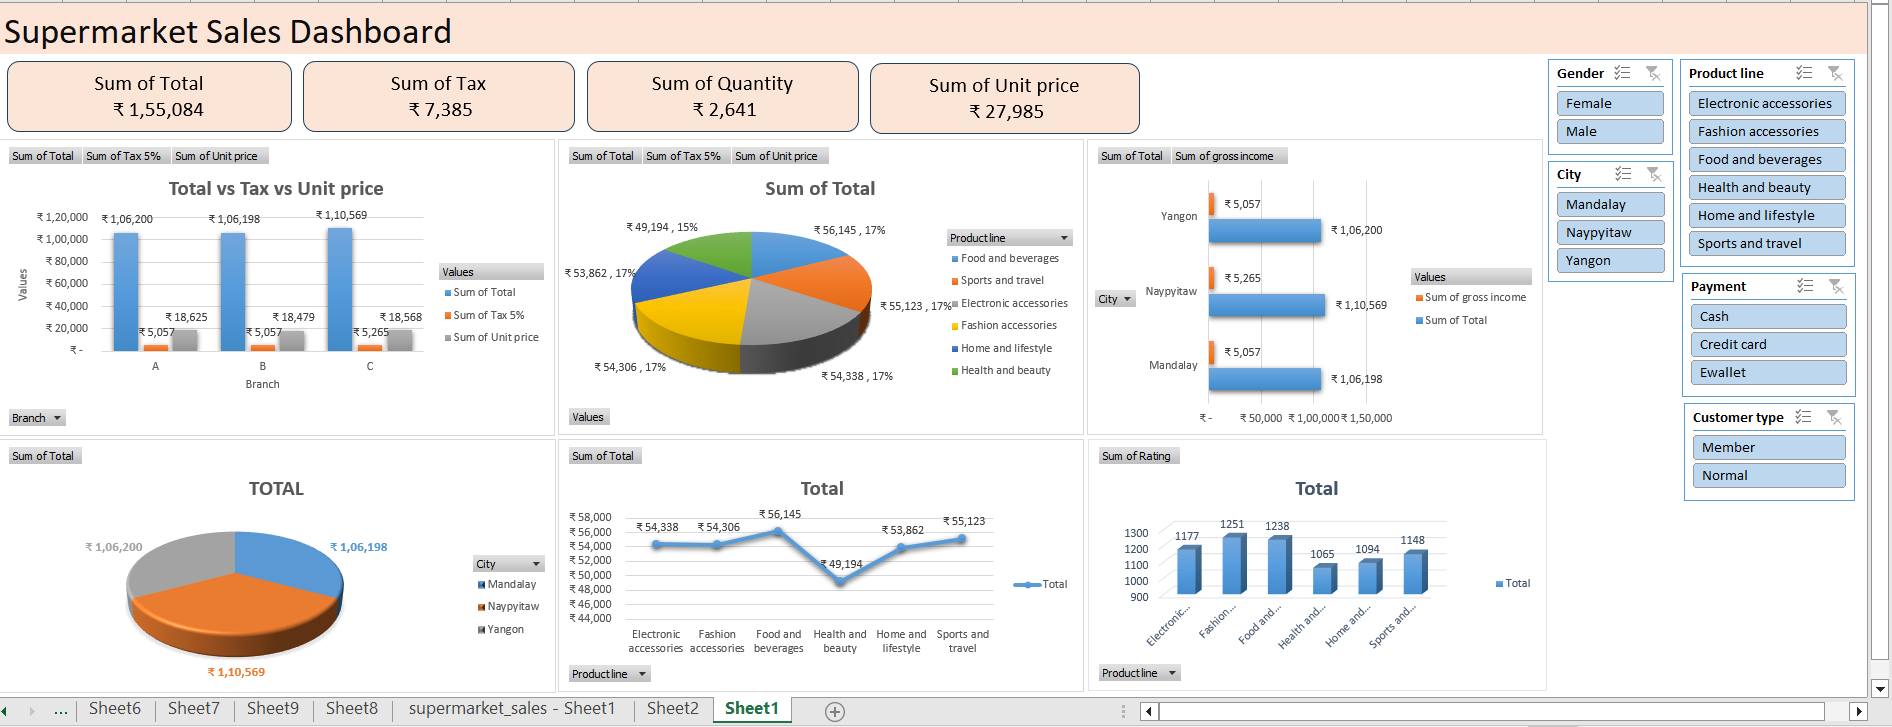 Supermarket Sales Dashboard
Sum of Total
₹ 1,55,084
Sum of Tax
₹ 7,385
Sum of Quantity
₹ 2,641
Sum of Unit price
₹ 27,985
Gender
Female
Male
City
Mandalay
Naypyitaw
Yangon
Product line
Electronic accessories
Fashion accessories
Food and beverages
Health and beauty
Home and lifestyle
Sports and travel
Payment
Cash
Credit card
Ewallet
Customer type
Member
Normal
Sum of Total Sum of Tax 5% Sum of Unit price
Total vs Tax vs Unit price
₹ 1,20,000
₹ 1,00,000
₹ 80,000
₹ 60,000
₹ 40,000
₹ 20,000
₹ -
Values
₹ 1,06,200 ₹ 1,06,198 ₹ 1,10,569
₹ 18,625 ₹ 18,479 ₹ 18,568
₹ 5,057 ₹ 5,057 ₹ 5,265
A B C
Branch
Values
Sum of Total
Sum of Tax 5%
Sum of Unit price
Branch
Sum of Total Sum of Tax 5% Sum of Unit price
Sum of Total
₹ 49,194 , 15%
₹ 56,145 , 17%
₹ 53,862 , 17%
₹ 55,123 , 17%
₹ 54,306 , 17%
₹ 54,338 , 17%
Product line
Food and beverages
Sports and travel
Electronic accessories
Fashion accessories
Home and lifestyle
Health and beauty
Values
Sum of Total Sum of gross income
Yangon
₹ 5,057
₹ 1,06,200
Naypyitaw
₹ 5,265
₹ 1,10,569
Mandalay
₹ 5,057
₹ 1,06,198
₹ - ₹ 50,000 ₹ 1,00,000 ₹ 1,50,000
City
Values
Sum of gross income
Sum of Total
Sum of Total
TOTAL
₹ 1,06,200
₹ 1,06,198
₹ 1,10,569
City
Mandalay
Naypyitaw
Yangon
Sum of Total
Total
₹ 58,000
₹ 56,000
₹ 54,000
₹ 52,000
₹ 50,000
₹ 48,000
₹ 46,000
₹ 44,000
₹ 54,338 ₹ 54,306 ₹ 56,145 ₹ 49,194 ₹ 53,862 ₹ 55,123
Electronic accessories
Fashion accessories
Food and beverages
Health and beauty
Home and lifestyle
Sports and travel
Total
Product line
Sum of Rating
Total
1300
1200
1100
1000
900
1177 1251 1238 1065 1094 1148
Electronic...
Fashion...
Food and...
Health and...
Home and...
Sports and...
Total
Product line
... Sheet6 Sheet7 Sheet9 Sheet8 supermarket_sales - Sheet1 Sheet2 Sheet1